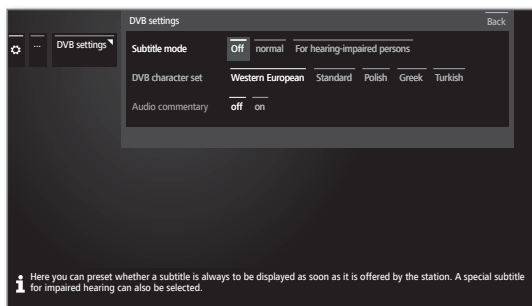 DVB settings Back
... DVB settings
Subtitle mode Off normal For hearing-impaired persons
DVB character set Western European Standard Polish Greek Turkish
Audio commentary off on
Here you can preset whether a subtitle is always to be displayed as soon as it is offered by the station. A special subtitle
for impaired hearing can also be selected.